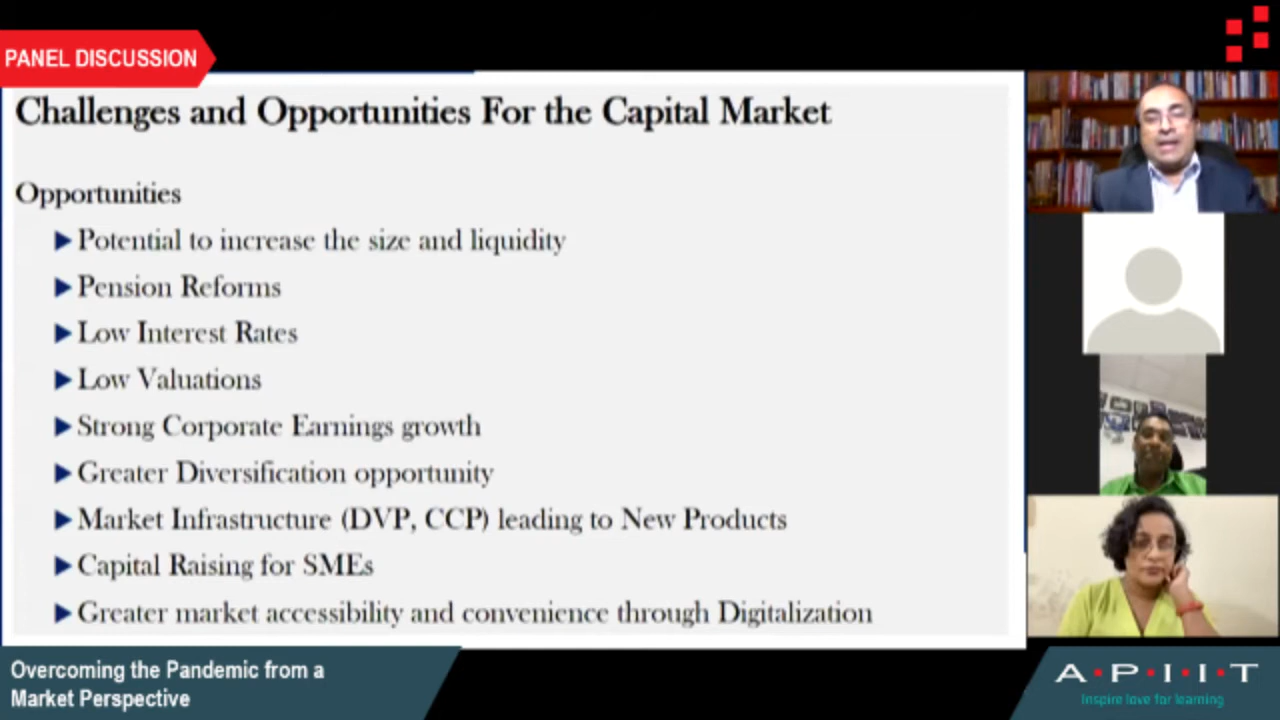 PANEL DISCUSSION
Challenges and Opportunities For the Capital Market
Opportunities
Potential to increase the size and liquidity
Pension Reforms
Low Interest Rates
Low Valuations
Strong Corporate Earnings growth
Greater Diversification opportunity
Market Infrastructure (DVP, CCP) leading to New Products
Capital Raising for SMEs
Greater market accessibility and convenience through Digitalization
Overcoming the Pandemic from a
Market Perspective
A·P·I·I·T
Inspire love for learning